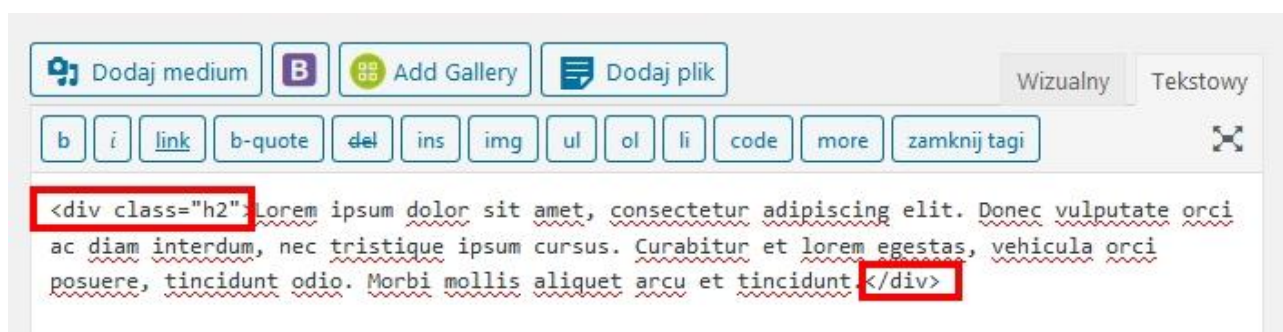 Dodaj medium B Add Gallery Dodaj plik Wizualny Tekstowy
b i link b-quote del ins img ul ol li code more zamknij tagi
<div class="h2">Lorem ipsum dolor sit amet, consectetur adipiscing elit. Donec vulputate orci
ac diam interdum, nec tristique ipsum cursus. Curabitur et lorem egestas, vehicula orci
posuere, tincidunt odio. Morbi mollis aliquet arcu et tincidunt.</div>